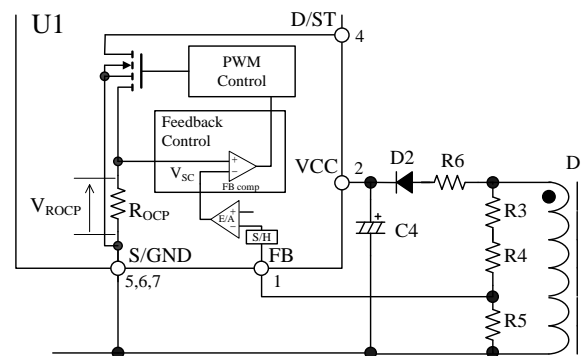 U1
D/ST
4
PWM
Control
Feedback
Control
VSC
+
−
FB comp
VROCP
ROCP
E/A
+
−
S/H
VCC
2
D2
R6
D
R3
C4
+
R4
S/GND
FB
5,6,7
1
R5